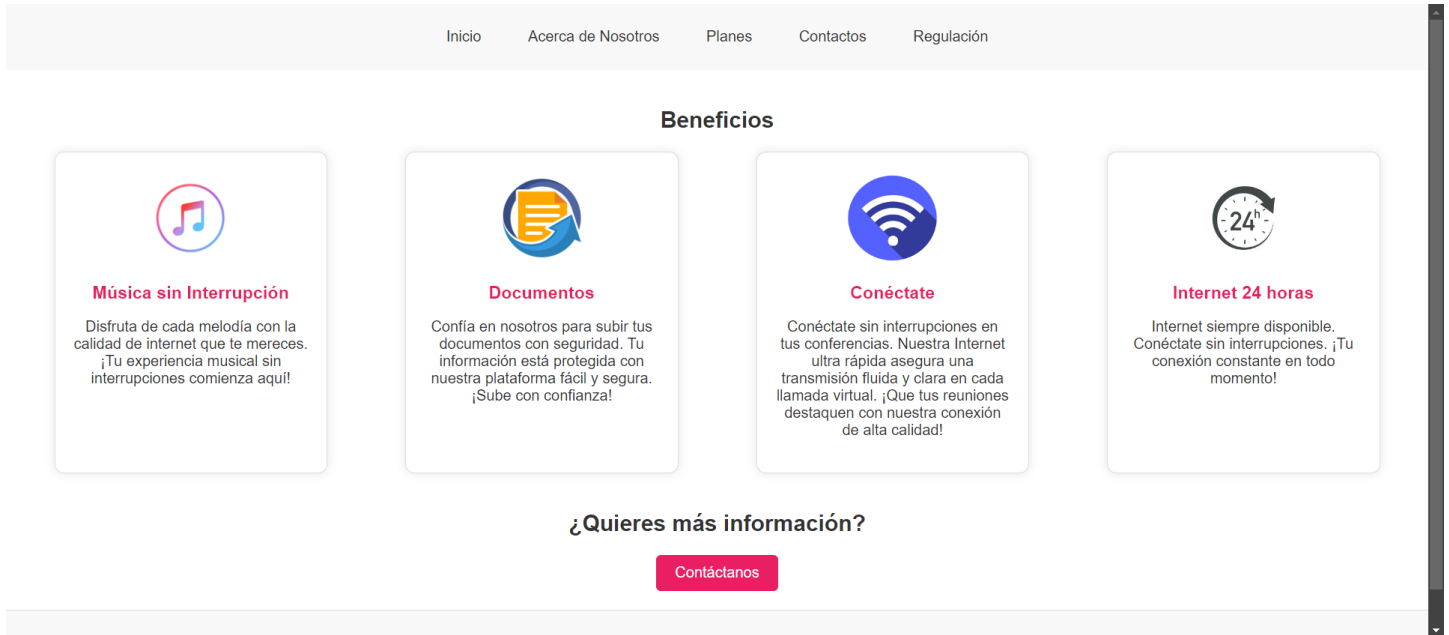 Inicio Acerca de Nosotros Planes Contactos Regulación
Beneficios
24h
Música sin Interrupción
Disfruta de cada melodía con la
calidad de internet que te mereces.
¡Tu experiencia musical sin
interrupciones comienza aquí!
Documentos
Confía en nosotros para subir tus
documentos con seguridad. Tu
información está protegida con
nuestra plataforma fácil y segura.
¡Sube con confianza!
Conéctate
Conéctate sin interrupciones en
tus conferencias. Nuestra Internet
ultra rápida asegura una
transmisión fluida y clara en cada
llamada virtual. ¡Que tus reuniones
destaquen con nuestra conexión
de alta calidad!
Internet 24 horas
Internet siempre disponible.
Conéctate sin interrupciones. ¡Tu
conexión constante en todo
momento!
¿Quieres más información?
Contáctanos